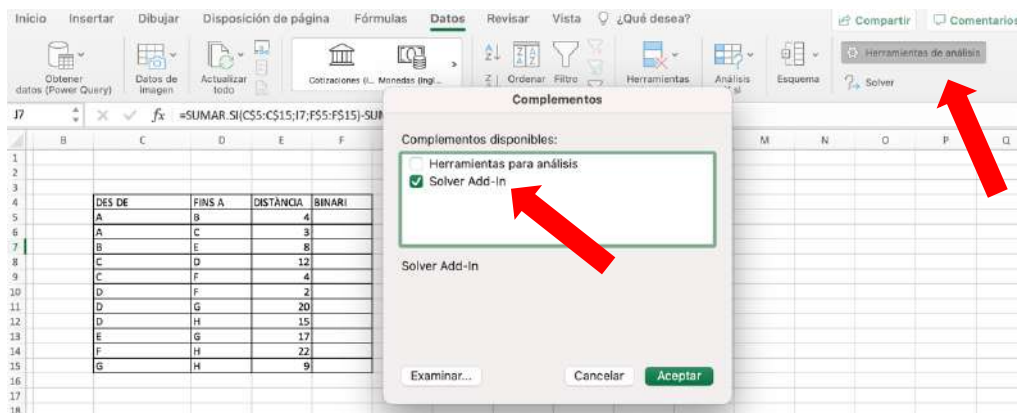 Inicio Insertar Dibujar Disposición de página Fórmulas Datos Revisar Vista ¿Qué desea? Compartir Comentarios
Obtener datos (Power Query)
Datos de imagen
Actualizar todo
Cotizaciones (I... Monedas (Ingl...
Ordenar Filtro
Herramientas
Análisis
Esquema
Herramientas de análisis
Solver
J7 fx =SUMAR.SI(C$5:C$15;I7;F$5:F$15)-SUM
B C D E F M N O P Q
1
2
3
4 DES DE FINS A DISTÀNCIA BINARI
5 A B 4
6 A C 3
7 B E 8
8 C D 12
9 C F 4
10 D F 2
11 D G 20
12 D H 15
13 E G 17
14 F H 22
15 G H 9
16
17
18
Complementos
Complementos disponibles:
Herramientas para análisis
Solver Add-In
Solver Add-In
Examinar... Cancelar Aceptar